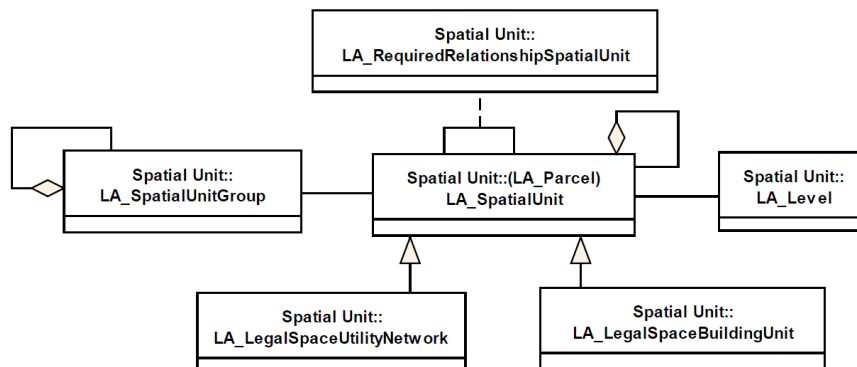 Spatial Unit::
LA_RequiredRelationshipSpatialUnit
Spatial Unit::
LA_SpatialUnitGroup
Spatial Unit::(LA_Parcel)
LA_SpatialUnit
Spatial Unit::
LA_Level
Spatial Unit::
LA_LegalSpaceUtilityNetwork
Spatial Unit::
LA_LegalSpaceBuildingUnit